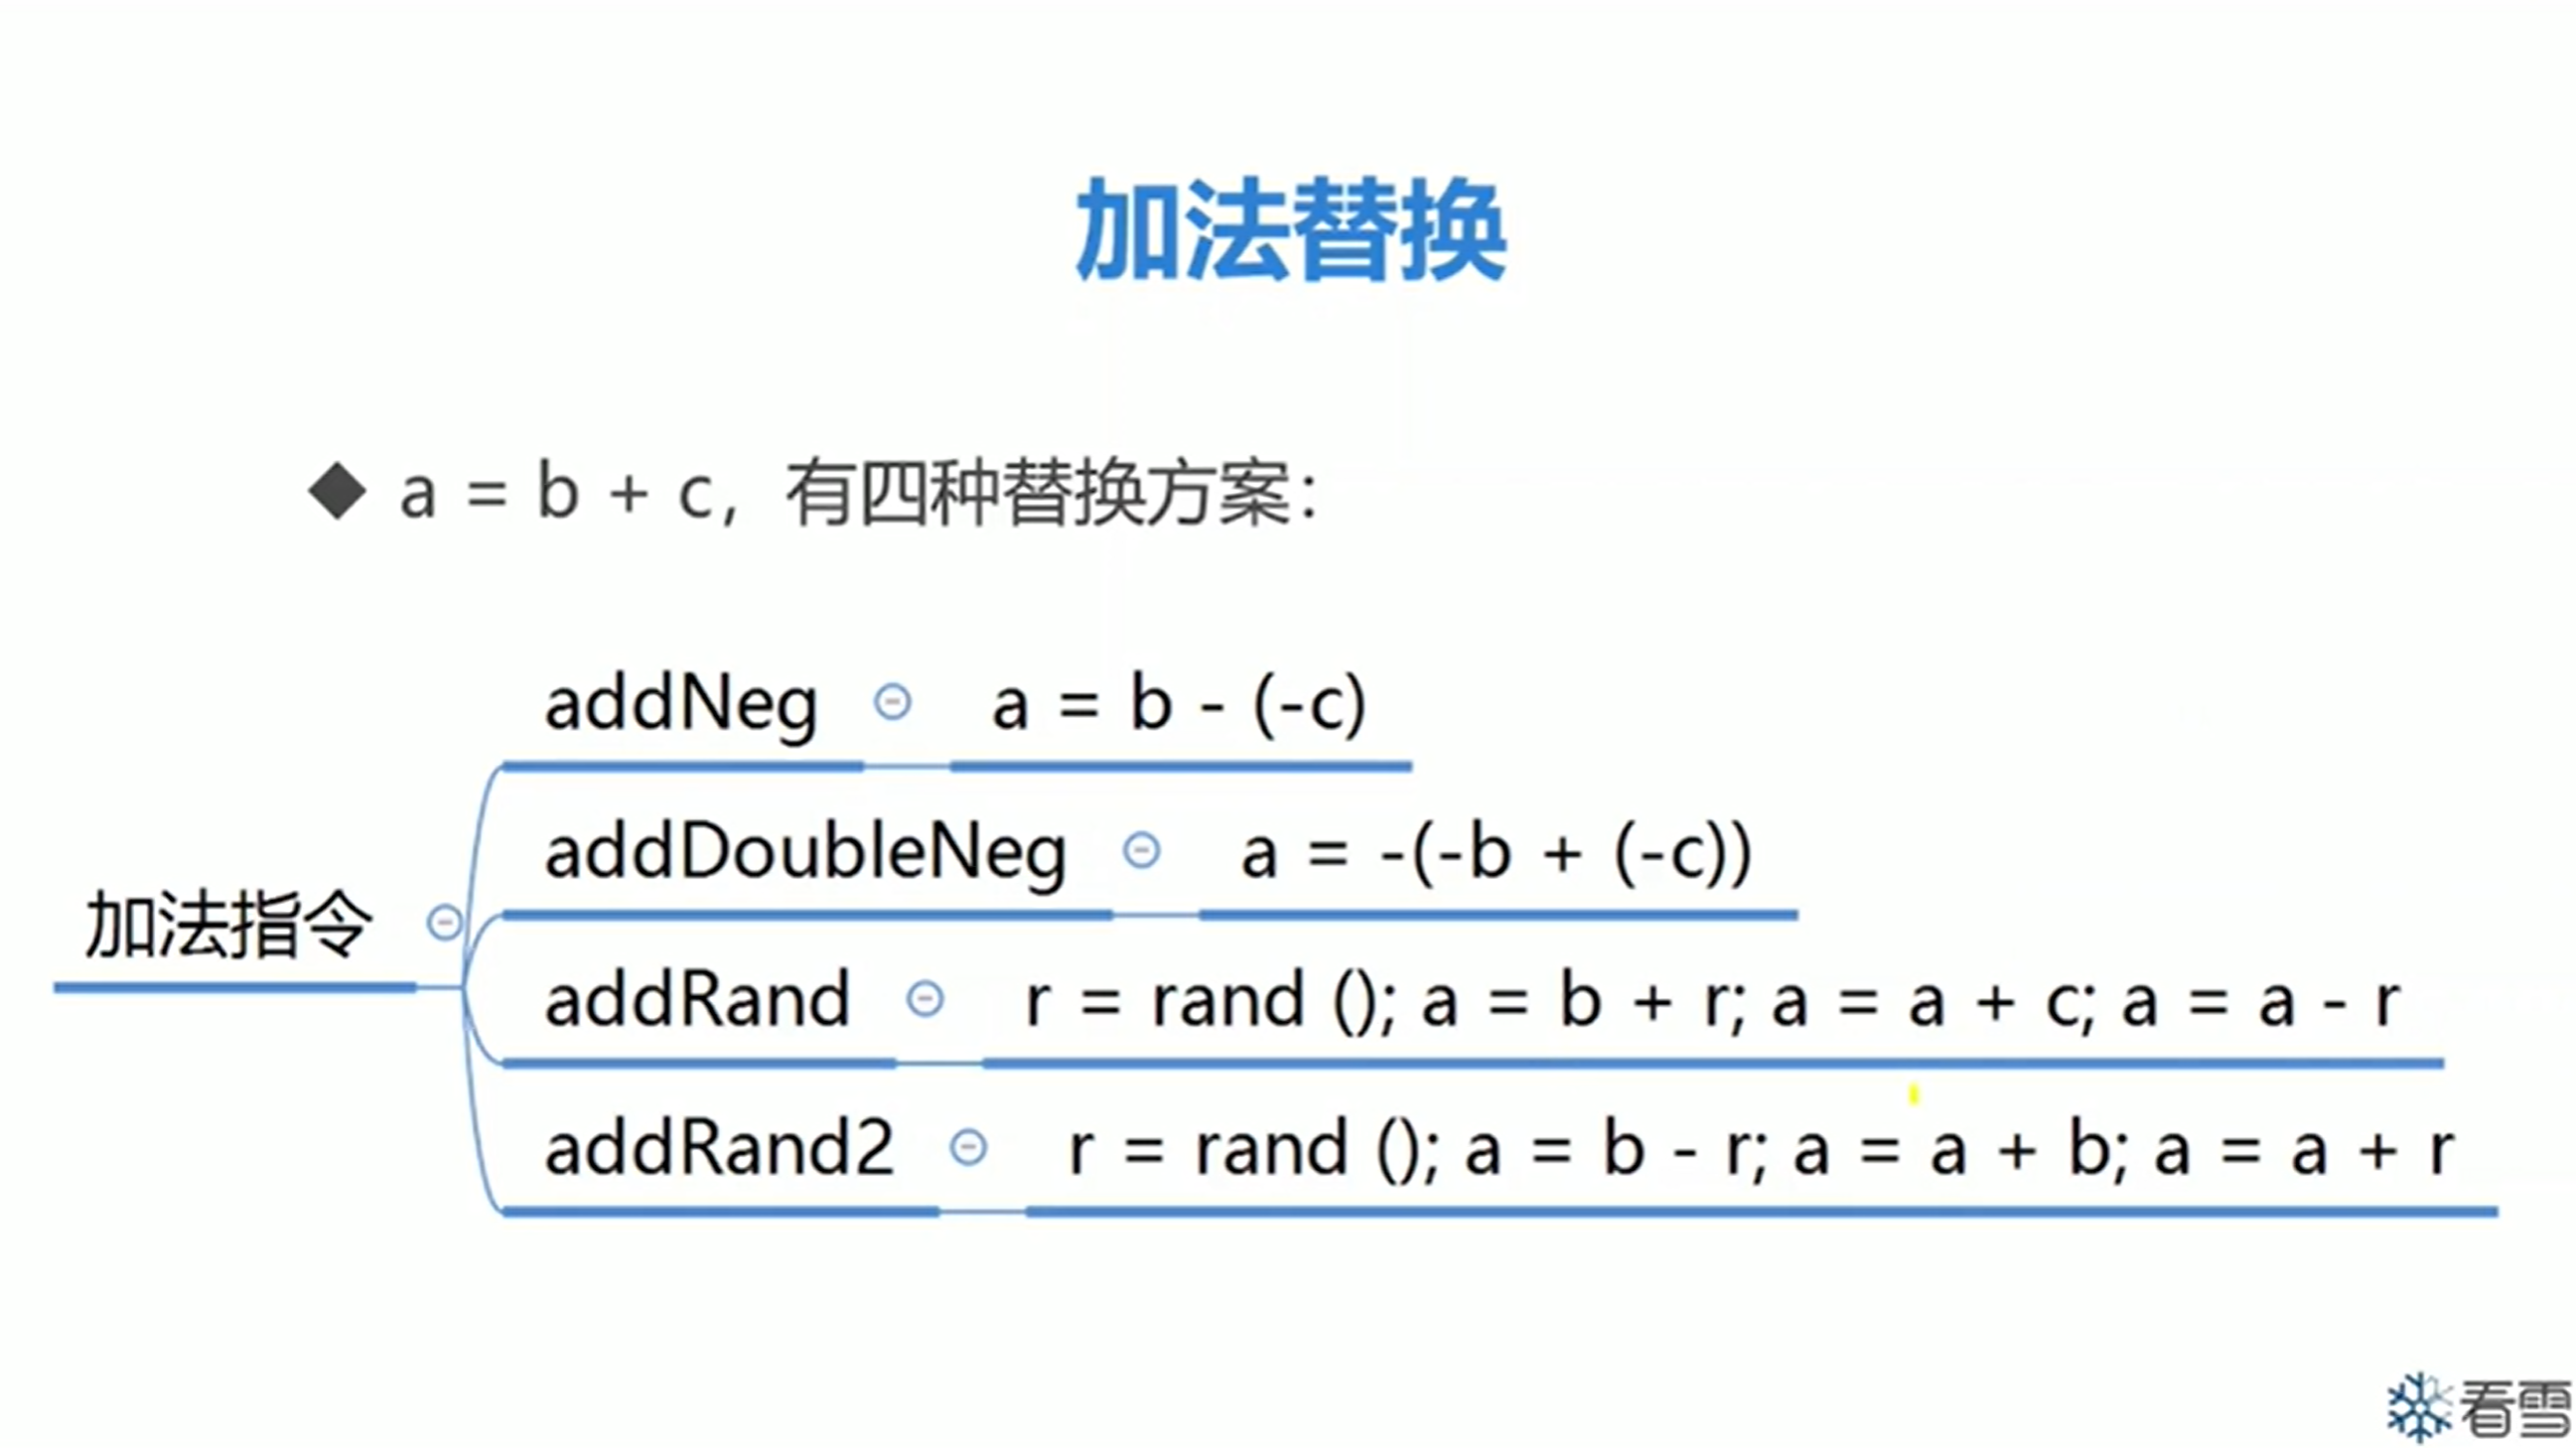 加法替换
◆ a = b + c，有四种替换方案：
addNeg a = b - (-c)
addDoubleNeg a = -(-b + (-c))
加法指令
addRand r = rand (); a = b + r; a = a + c; a = a - r
addRand2 r = rand (); a = b - r; a = a + b; a = a + r
看雪